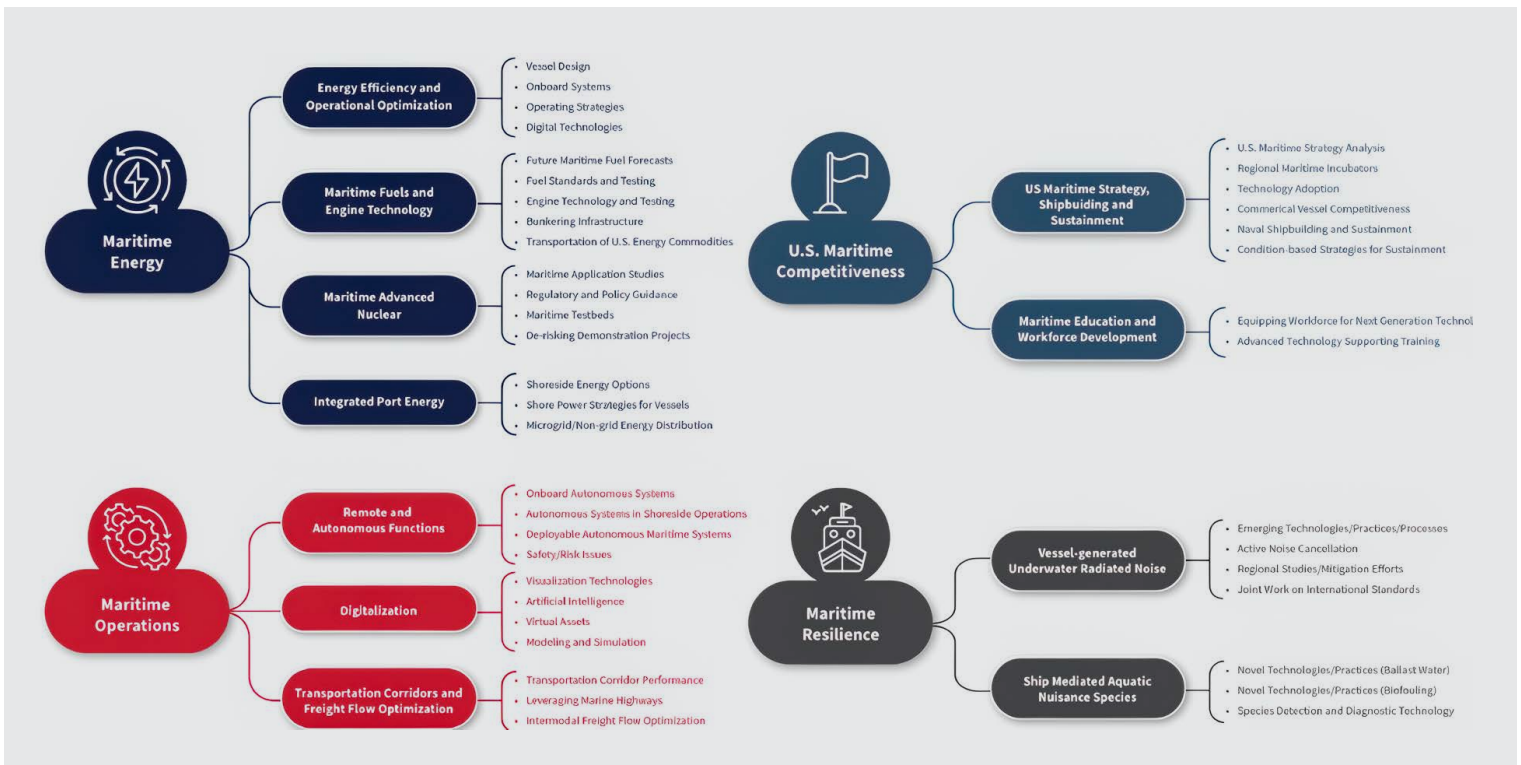 Maritime
Energy
Energy Efficiency and
Operational Optimization
• Vessel Design
• Onboard Systems
• Operating Strategies
• Digital Technologies
Maritime Fuels and
Engine Technology
• Future Maritime Fuel Forecasts
• Fuel Standards and Testing
• Engine Technology and Testing
• Bunkering Infrastructure
• Transportation of U.S. Energy Commodities
Maritime Advanced
Nuclear
• Maritime Application Studies
• Regulatory and Policy Guidance
• Maritime Testbeds
• De-risking Demonstration Projects
Integrated Port Energy
• Shoreside Energy Options
• Shore Power Strategies for Vessels
• Microgrid/Non-grid Energy Distribution
U.S. Maritime
Competitiveness
US Maritime Strategy,
Shipbuiding and
Sustainment
• U.S. Maritime Strategy Analysis
• Regional Maritime Incubators
• Technology Adoption
• Commerical Vessel Competitiveness
• Naval Shipbuilding and Sustainment
• Condition-based Strategies for Sustainment
Maritime Education and
Workforce Development
• Equipping Workforce for Next Generation Technol
• Advanced Technology Supporting Training
Maritime
Operations
Remote and
Autonomous Functions
• Onboard Autonomous Systems
• Autonomous Systems in Shoreside Operations
• Deployable Autonomous Maritime Systems
• Safety/Risk Issues
Digitalization
• Visualization Technologies
• Artificial Intelligence
• Virtual Assets
• Modeling and Simulation
Transportation Corridors and
Freight Flow Optimization
• Transportation Corridor Performance
• Leveraging Marine Highways
• Intermodal Freight Flow Optimization
Maritime
Resilience
Vessel-generated
Underwater Radiated Noise
• Emerging Technologies/Practices/Processes
• Active Noise Cancellation
• Regional Studies/Mitigation Efforts
• Joint Work on International Standards
Ship Mediated Aquatic
Nuisance Species
• Novel Technologies/Practices (Ballast Water)
• Novel Technologies/Practices (Biofouling)
• Species Detection and Diagnostic Technology